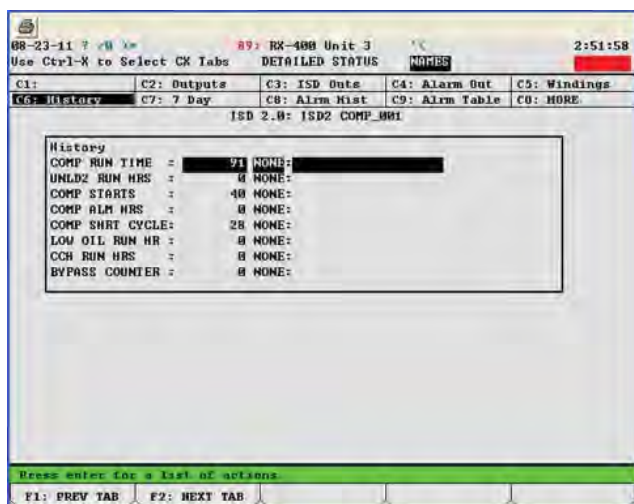 08-23-11 RX-400 Unit 3 2:51:58
Use Ctrl-X to Select CX Tabs DETAILED STATUS NAMES
C1: C2: Outputs C3: ISD Outs C4: Alarm Out C5: Windings
C6: History C7: 7 Day C8: Alrm Hist C9: Alrm Table C0: MORE
ISD 2.0: ISD2 COMP_001
History
COMP RUN TIME : 91 NONE:
UNLD2 RUN HRS : 0 NONE:
COMP STARTS : 40 NONE:
COMP ALM HRS : 0 NONE:
COMP SHRT CYCLE: 28 NONE:
LOW OIL RUN HR : 0 NONE:
CCH RUN HRS : 0 NONE:
BYPASS COUNTER : 0 NONE:
Press enter for a list of actions
F1: PREV TAB F2: NEXT TAB